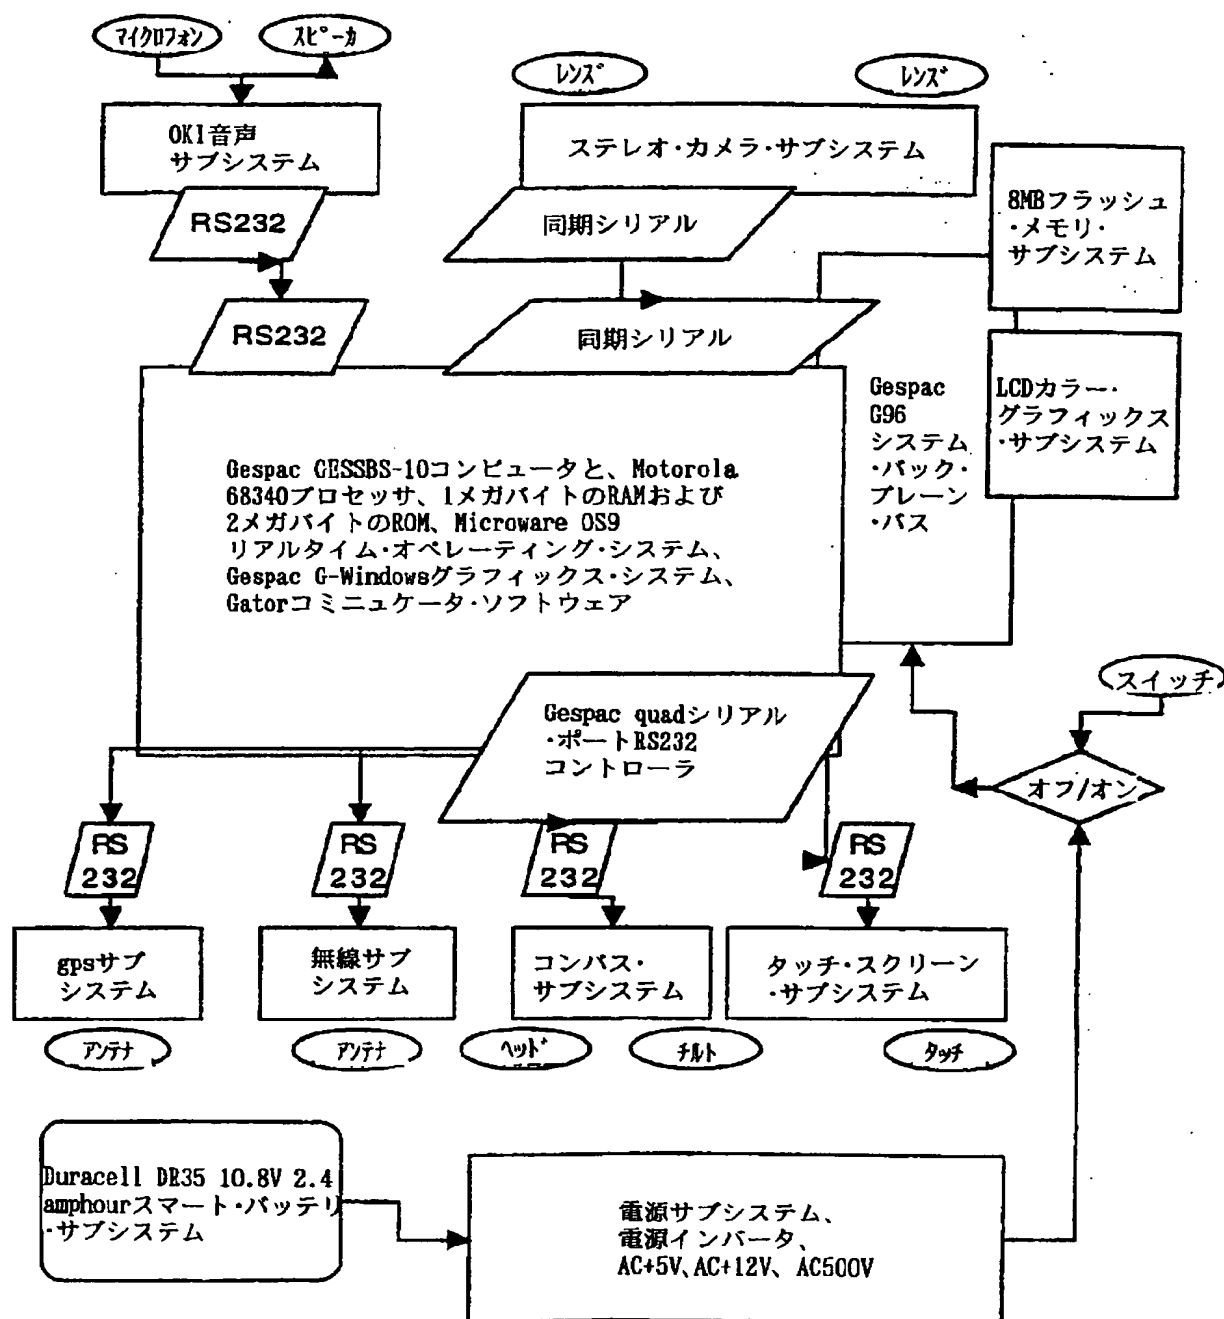 マイクロフォン
スピーカ
レンズ
レンズ
OKI音声
サブシステム
ステレオ・カメラ・サブシステム
8MBフラッシュ
・メモリ・
サブシステム
RS232
同期シリアル
RS232
同期シリアル
Gespac
G96
システム
・バック・
プレーン
・バス
LCDカラー・
グラフィックス
・サブシステム
Gespac GESSBS-10コンピュータと、Motorola
68340プロセッサ、1メガバイトのRAMおよび
2メガバイトのROM、Microware OS9
リアルタイム・オペレーティング・システム、
Gespac G-Windowsグラフィックス・システム、
Gatorコミニュケータ・ソフトウェア
スイッチ
Gespac quadシリアル
・ポートRS232
コントローラ
オフ/オン
RS
232
RS
232
RS
232
RS
232
gpsサブ
システム
無線サブ
システム
コンパス・
サブシステム
タッチ・スクリーン
・サブシステム
アンテナ
アンテナ
ヘッド
チルト
タッチ
Duracell DR35 10.8V 2.4
amphourスマート・バッテリ
・サブシステム
電源サブシステム、
電源インバータ、
AC+5V、AC+12V、AC500V